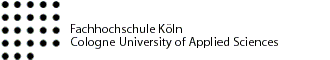 Fachhochschule Köln
Cologne University of Applied Sciences